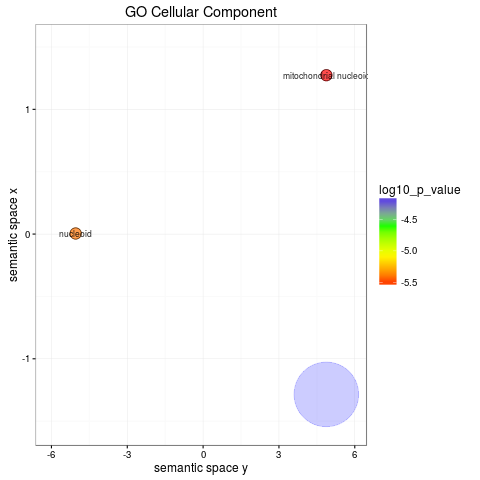 GO Cellular Component
mitochondrial nucleoid
nucleoid
1
0
-1
semantic space x
-6
-3
0
3
6
semantic space y
log10_p_value
-4.5
-5.0
-5.5